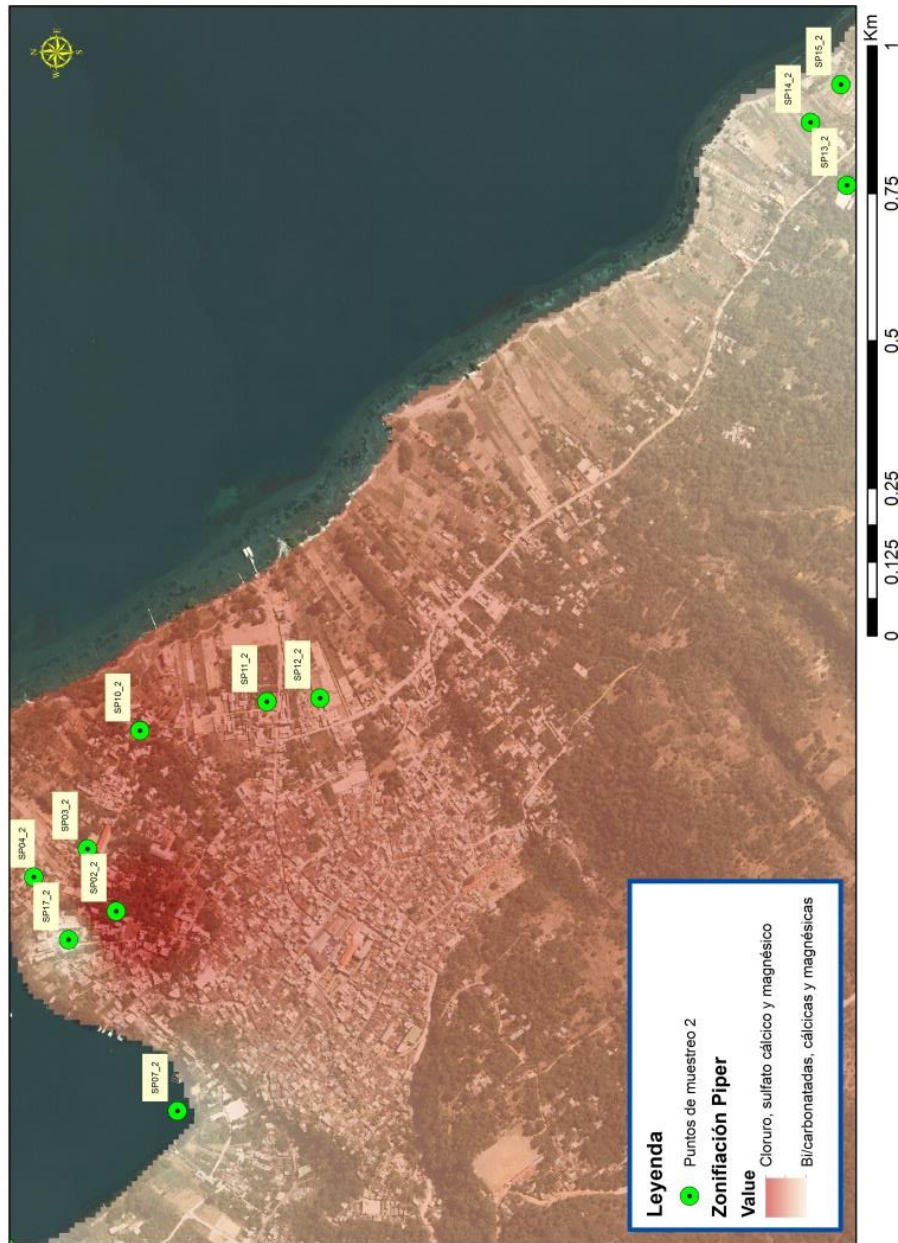 N
E
W
S
SP15_2
SP14_2
SP13_2
SP12_2
SP11_2
SP10_2
SP03_2
SP04_2
SP02_2
SP17_2
SP07_2
Km
0
0,125
0,25
0,5
0,75
1
Leyenda
Puntos de muestreo 2
Zonifiación Piper
Value
Cloruro, sulfato cálcico y magnésico
Bi/carbonatadas, cálcicas y magnésicas